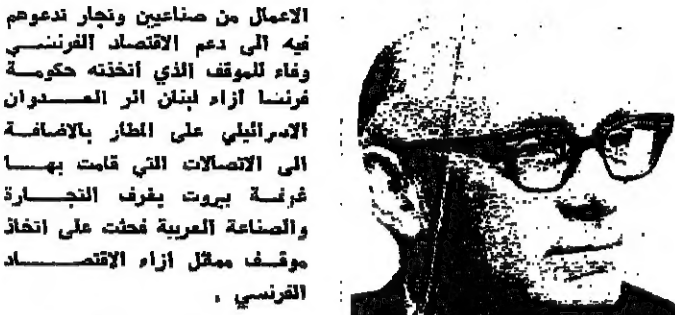 الاعمال من صناعيين وتجار تدعوهم
فيه الى دعم الاقتصاد الفرنسي
وفاء للموقف الذي اتخذته حكومة
فرنسا أزاء لبنان اثر العدوان
الاسرائيلي على المطار بالاضافة
الى الاتصالات التي قامت بها
غرفة بيروت بغرف التجارة
والصناعة العربية فحثت على اتخاذ
موقف مماثل ازاء الاقتصاد
الفرنسي .